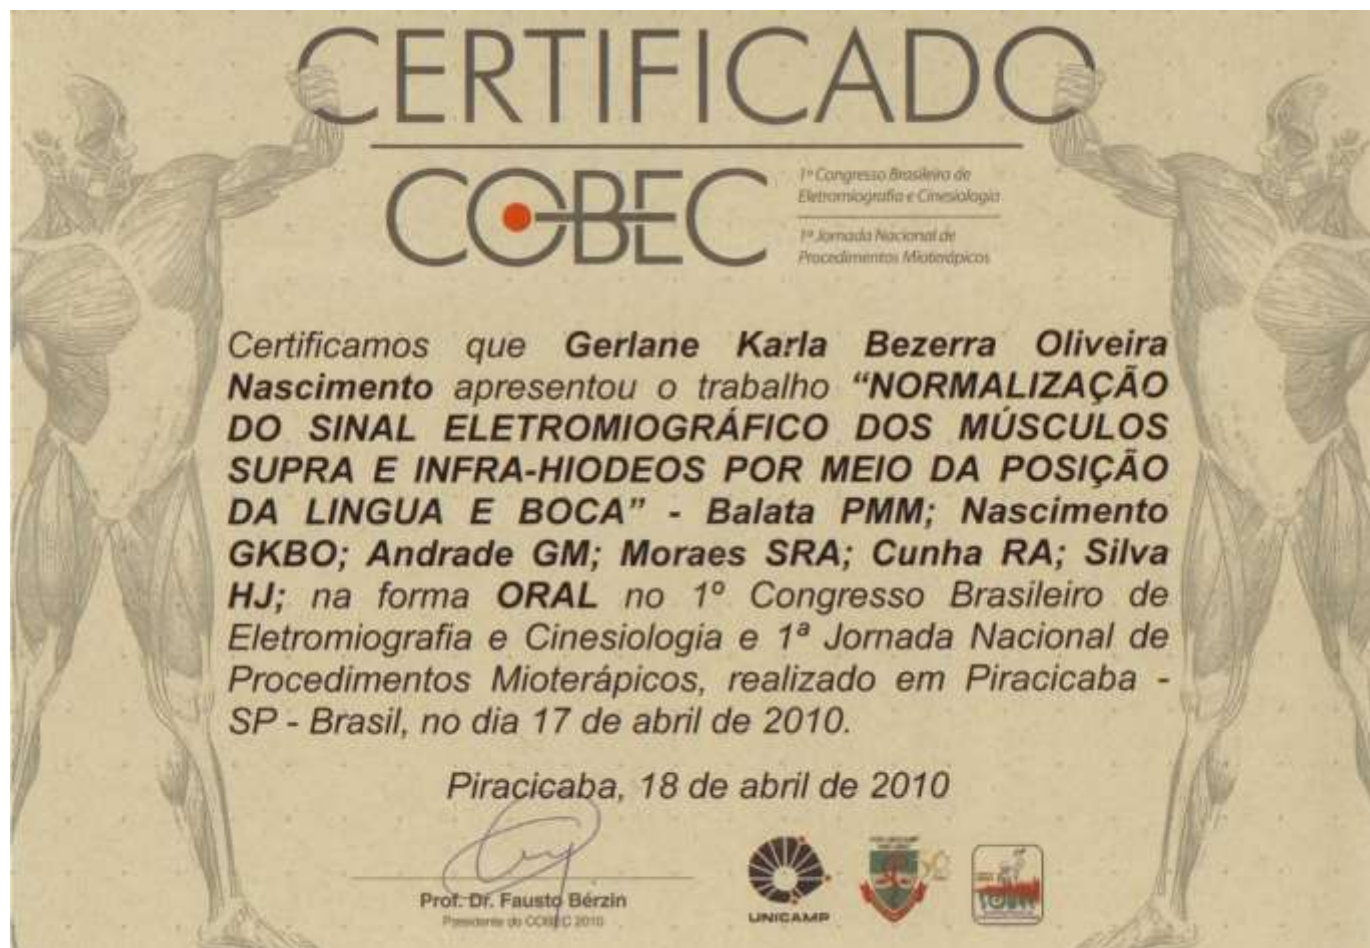 CERTIFICADO
COBEC
1º Congresso Brasileiro de
Eletromiografia e Cinesiologia
1ª Jornada Nacional de
Procedimentos Mioterápicos
Certificamos que Gerlane Karla Bezerra Oliveira
Nascimento apresentou o trabalho “NORMALIZAÇÃO
DO SINAL ELETROMIOGRÁFICO DOS MÚSCULOS
SUPRA E INFRA-HIODEOS POR MEIO DA POSIÇÃO
DA LINGUA E BOCA” - Balata PMM; Nascimento
GKBO; Andrade GM; Moraes SRA; Cunha RA; Silva
HJ; na forma ORAL no 1º Congresso Brasileiro de
Eletromiografia e Cinesiologia e 1ª Jornada Nacional de
Procedimentos Mioterápicos, realizado em Piracicaba -
SP - Brasil, no dia 17 de abril de 2010.
Piracicaba, 18 de abril de 2010
Prof. Dr. Fausto Bérzin
Presidente do COBEC 2010
UNICAMP